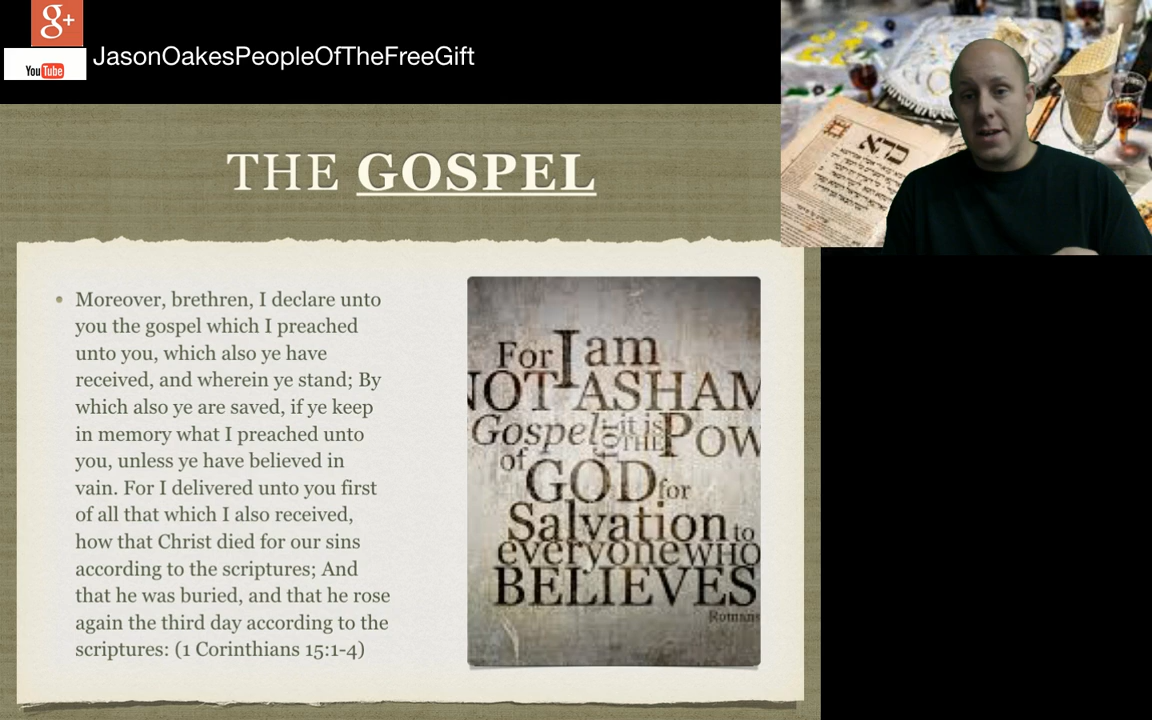 g+
YouTube
JasonOakesPeopleOfTheFreeGift
THE GOSPEL
• Moreover, brethren, I declare unto
you the gospel which I preached
unto you, which also ye have
received, and wherein ye stand; By
which also ye are saved, if ye keep
in memory what I preached unto
you, unless ye have believed in
vain. For I delivered unto you first
of all that which I also received,
how that Christ died for our sins
according to the scriptures; And
that he was buried, and that he rose
again the third day according to the
scriptures: (1 Corinthians 15:1-4)
For I am
NOT ASHAM
Gospel for it is THE Pow
of GOD for
Salvation to
everyone WHO
BELIEVES
Romans
כרא